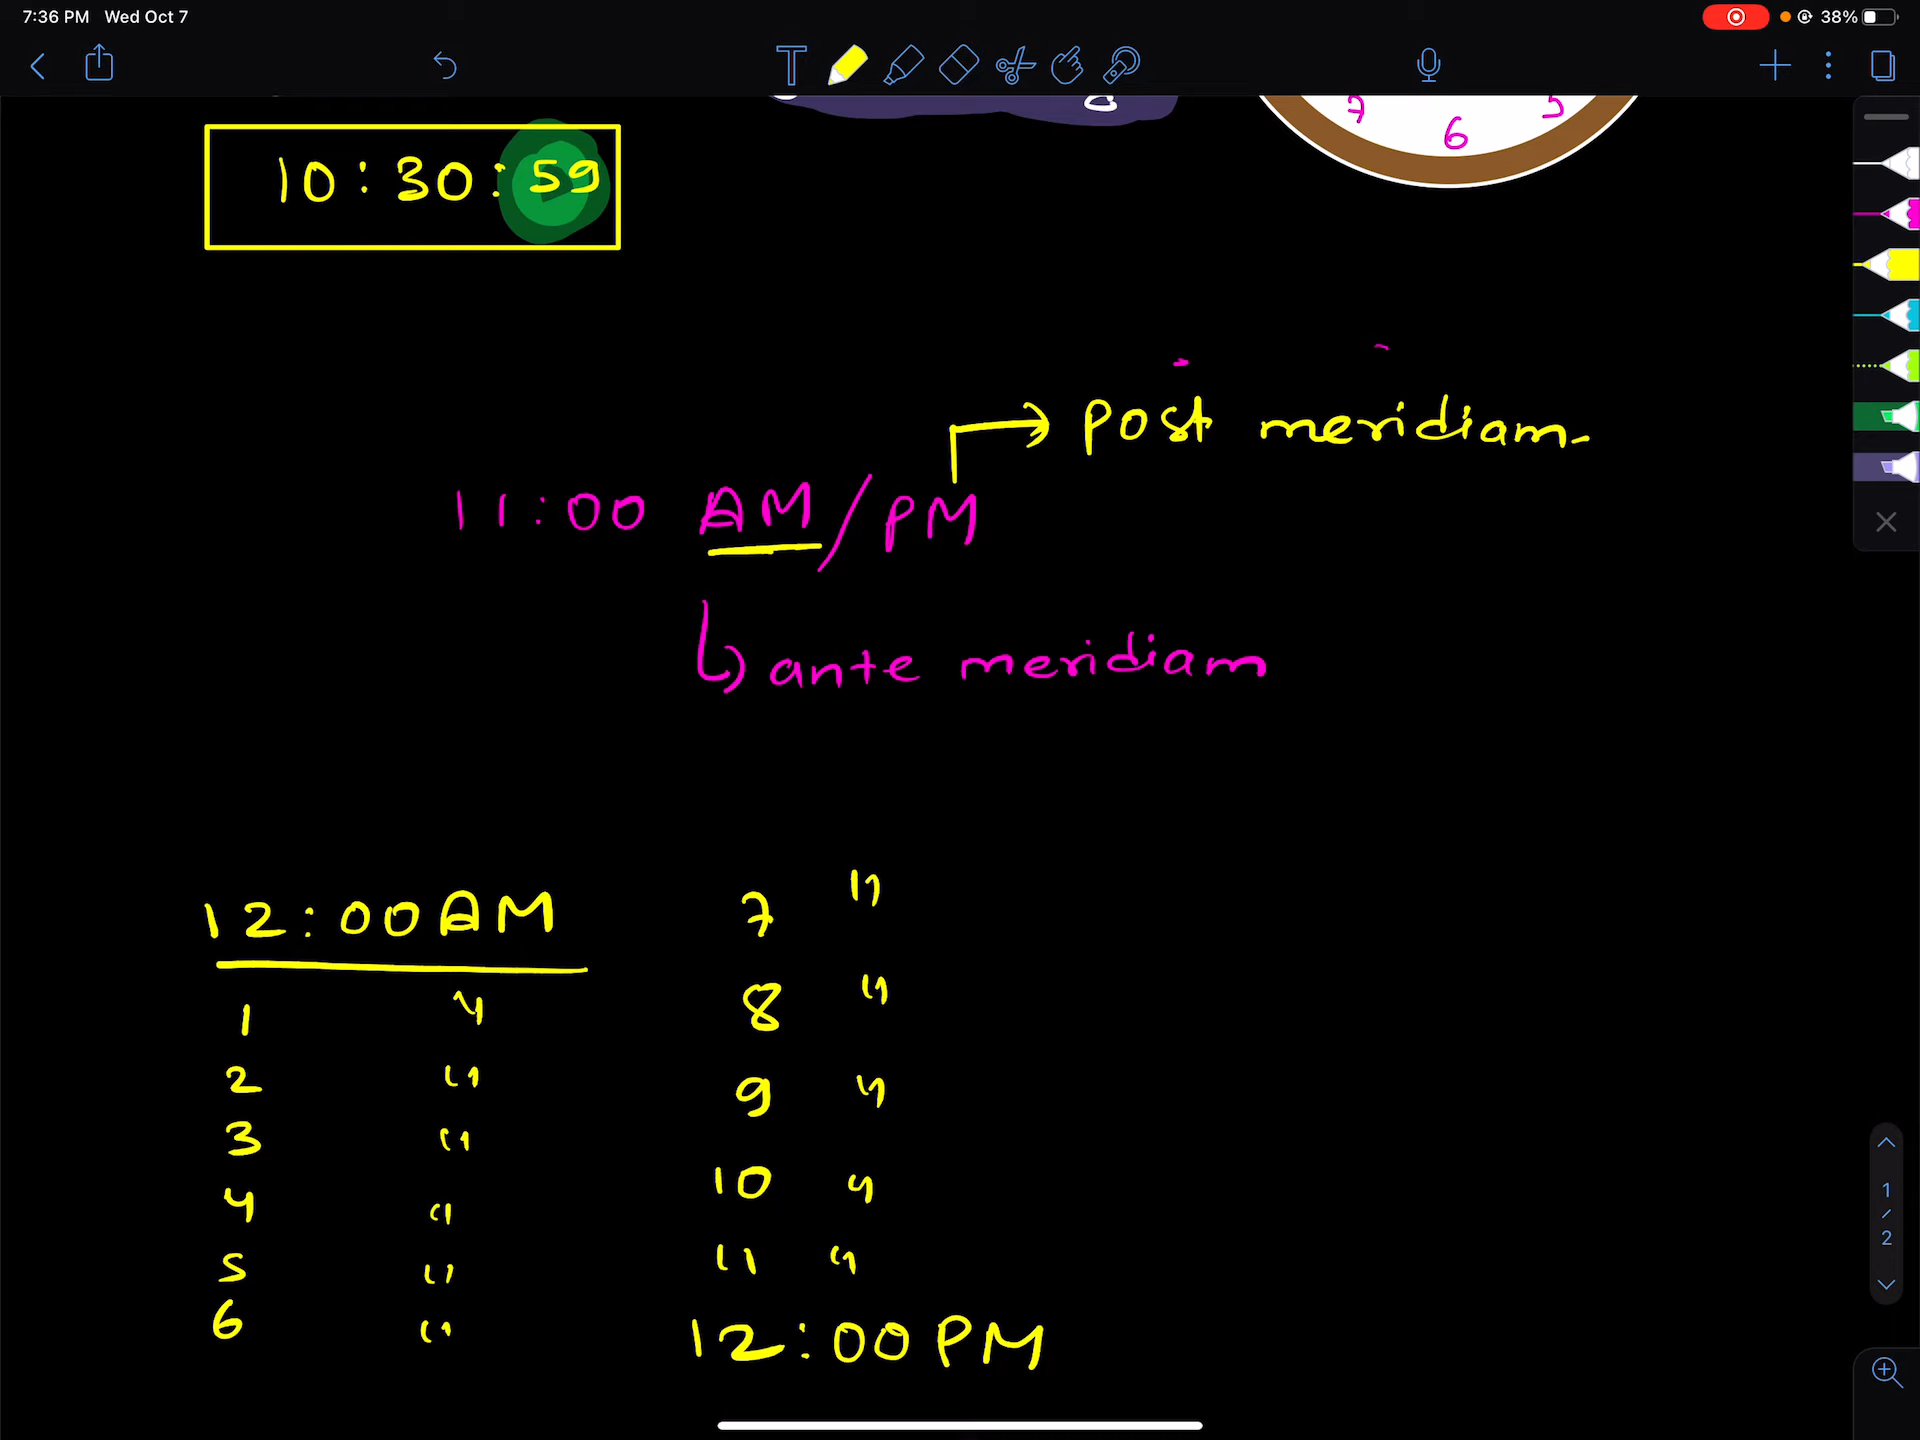 7:36 PM Wed Oct 7
38%
10:30:59
7 6 5
post meridiam.
11:00 AM/PM
ante meridiam
12:00 AM
1 "
2 "
3 "
4 "
5 "
6 "
7 "
8 "
9 "
10 "
11 "
12:00 PM
1
/
2